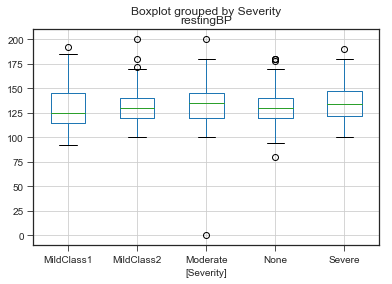 Boxplot grouped by Severity
restingBP
200
175
150
125
100
75
50
25
0
MildClass1 MildClass2 Moderate None Severe
[Severity]